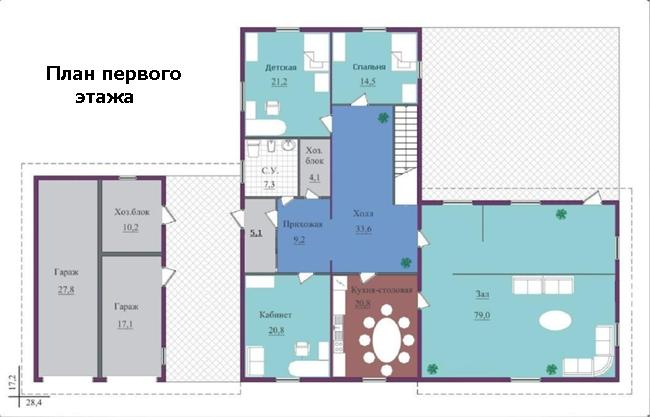 План первого
этажа
Детская
21,2
Спальня
14,5
С.У.
7,3
Хоз.
блок
4,1
5,1
Прихожая
9,2
Холл
33,6
Хоз.блок
10,2
Гараж
27,8
Гараж
17,1
Кабинет
20,8
Кухня-столовая
20,8
Зал
79,0
17,2
28,4